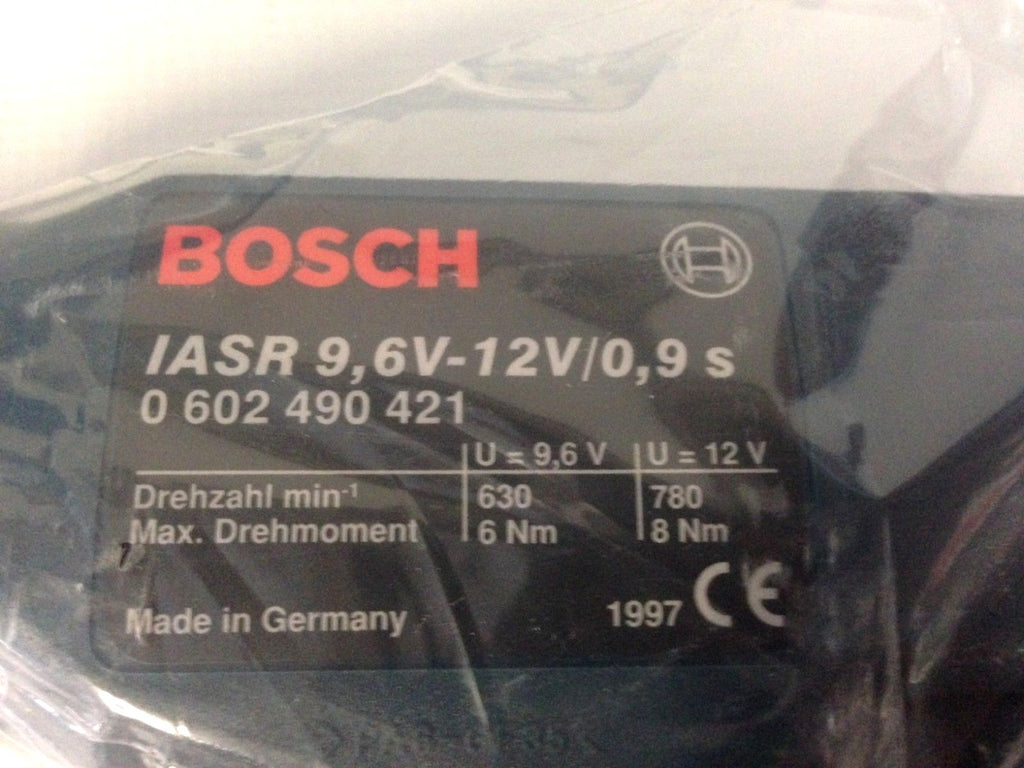 BOSCH
IASR 9,6V-12V/0,9 s
0 602 490 421
U = 9,6 V U = 12 V
Drehzahl min-¹ 630 780
Max. Drehmoment 6 Nm 8 Nm
Made in Germany 1997 CE